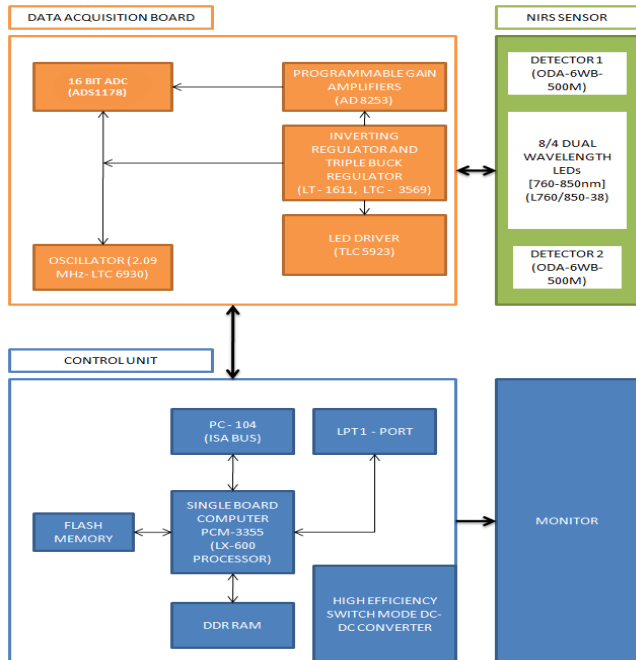 DATA ACQUISITION BOARD
NIRS SENSOR
16 BIT ADC
(ADS1178)
PROGRAMMABLE GAIN
AMPLIFIERS
(AD 8253)
INVERTING
REGULATOR AND
TRIPLE BUCK
REGULATOR
(LT - 1611, LTC - 3569)
LED DRIVER
(TLC 5923)
OSCILLATOR (2.09
MHz- LTC 6930)
DETECTOR 1
(ODA-6WB-
500M)
8/4 DUAL
WAVELENGTH
LEDs
[760-850nm]
(L760/850-38)
DETECTOR 2
(ODA-6WB-
500M)
CONTROL UNIT
PC - 104
(ISA BUS)
LPT1 - PORT
FLASH
MEMORY
SINGLE BOARD
COMPUTER
PCM-3355
(LX-600
PROCESSOR)
DDR RAM
HIGH EFFICIENCY
SWITCH MODE DC-
DC CONVERTER
MONITOR